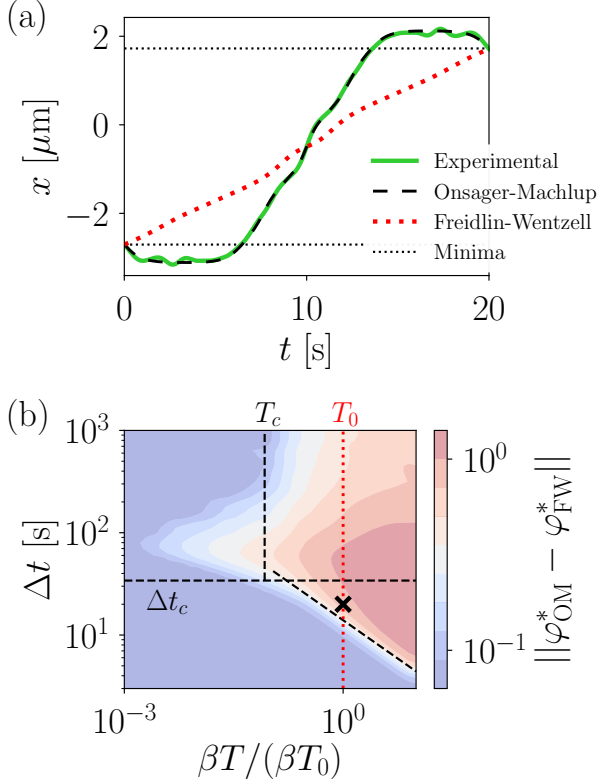 (a)
2
0
−2
x [μm]
Experimental
Onsager-Machlup
Freidlin-Wentzell
Minima
0
10
20
t [s]
(b)
T_c
T_0
10^3
10^2
10^1
Δt [s]
Δt_c
10^{-3}
10^0
βT/(βT_0)
10^0
10^{-1}
||φ*_OM − φ*_FW||